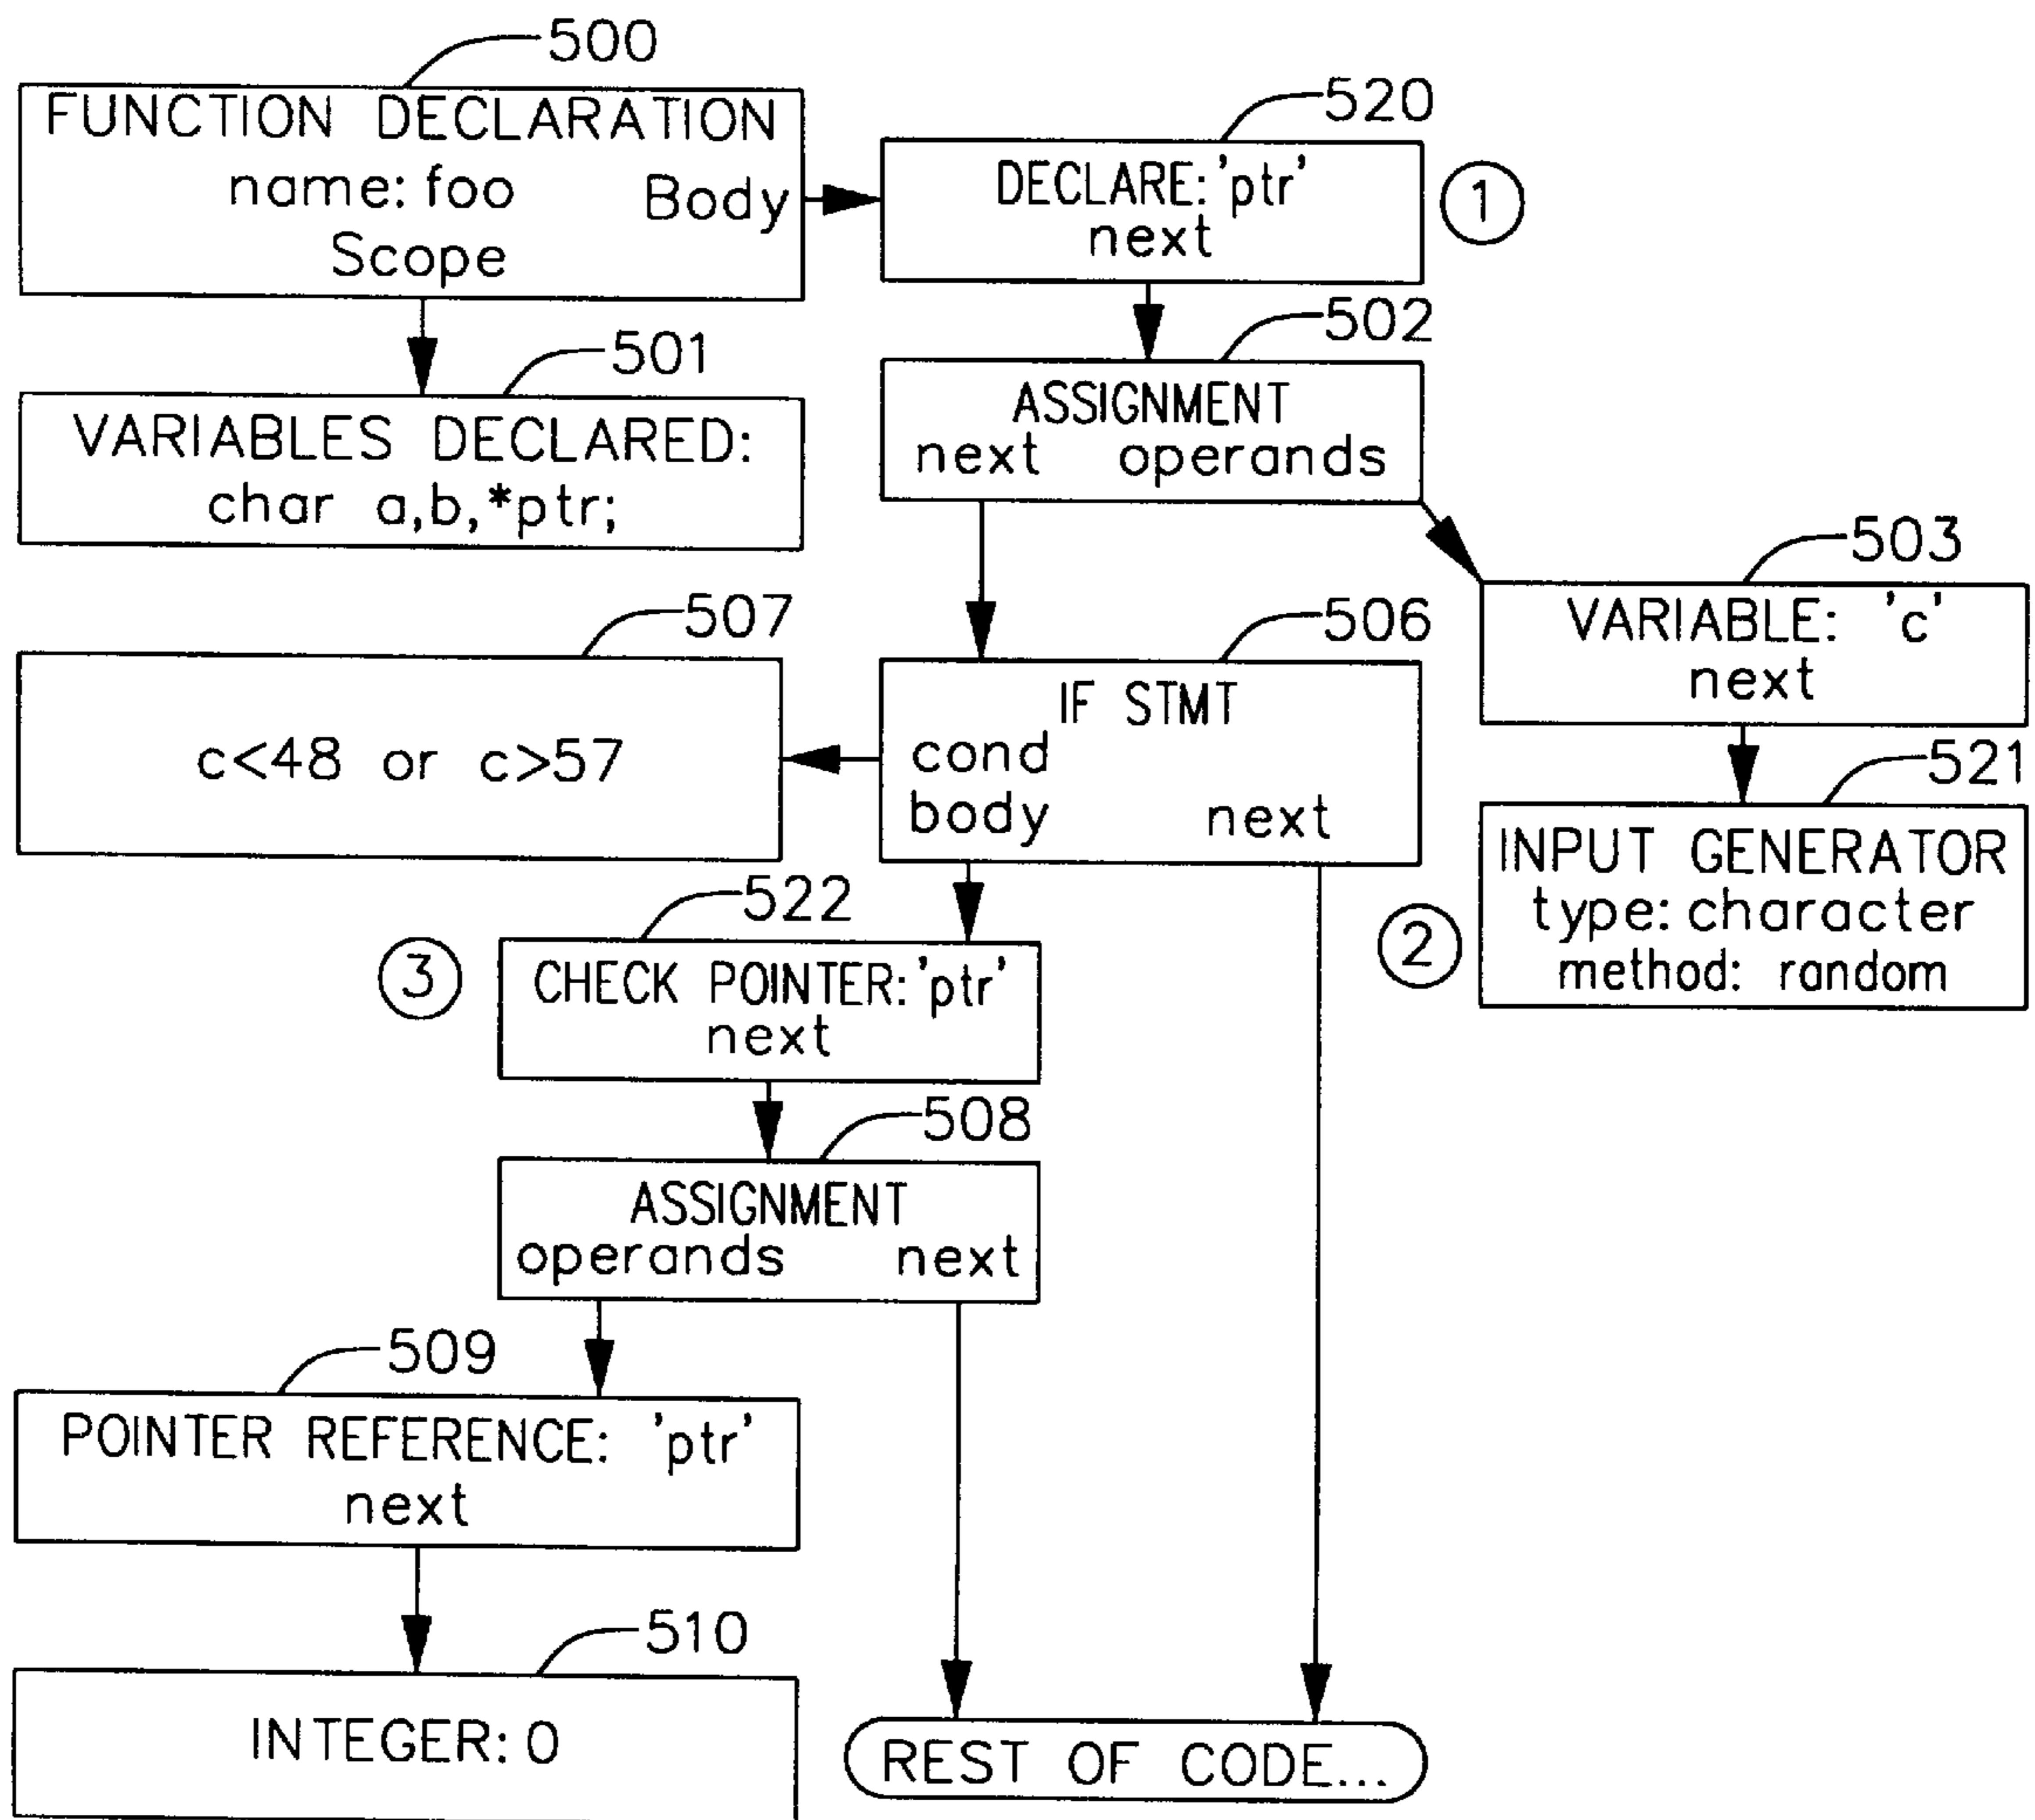 500
FUNCTION DECLARATION
name: foo
Body
Scope
520
DECLARE: 'ptr'
next
1
501
VARIABLES DECLARED:
char a,b,*ptr;
502
ASSIGNMENT
next operands
503
VARIABLE: 'c'
next
507
c<48 or c>57
506
IF STMT
cond
body next
521
INPUT GENERATOR
type: character
method: random
2
522
3
CHECK POINTER: 'ptr'
next
508
ASSIGNMENT
operands next
509
POINTER REFERENCE: 'ptr'
next
510
INTEGER: 0
REST OF CODE...